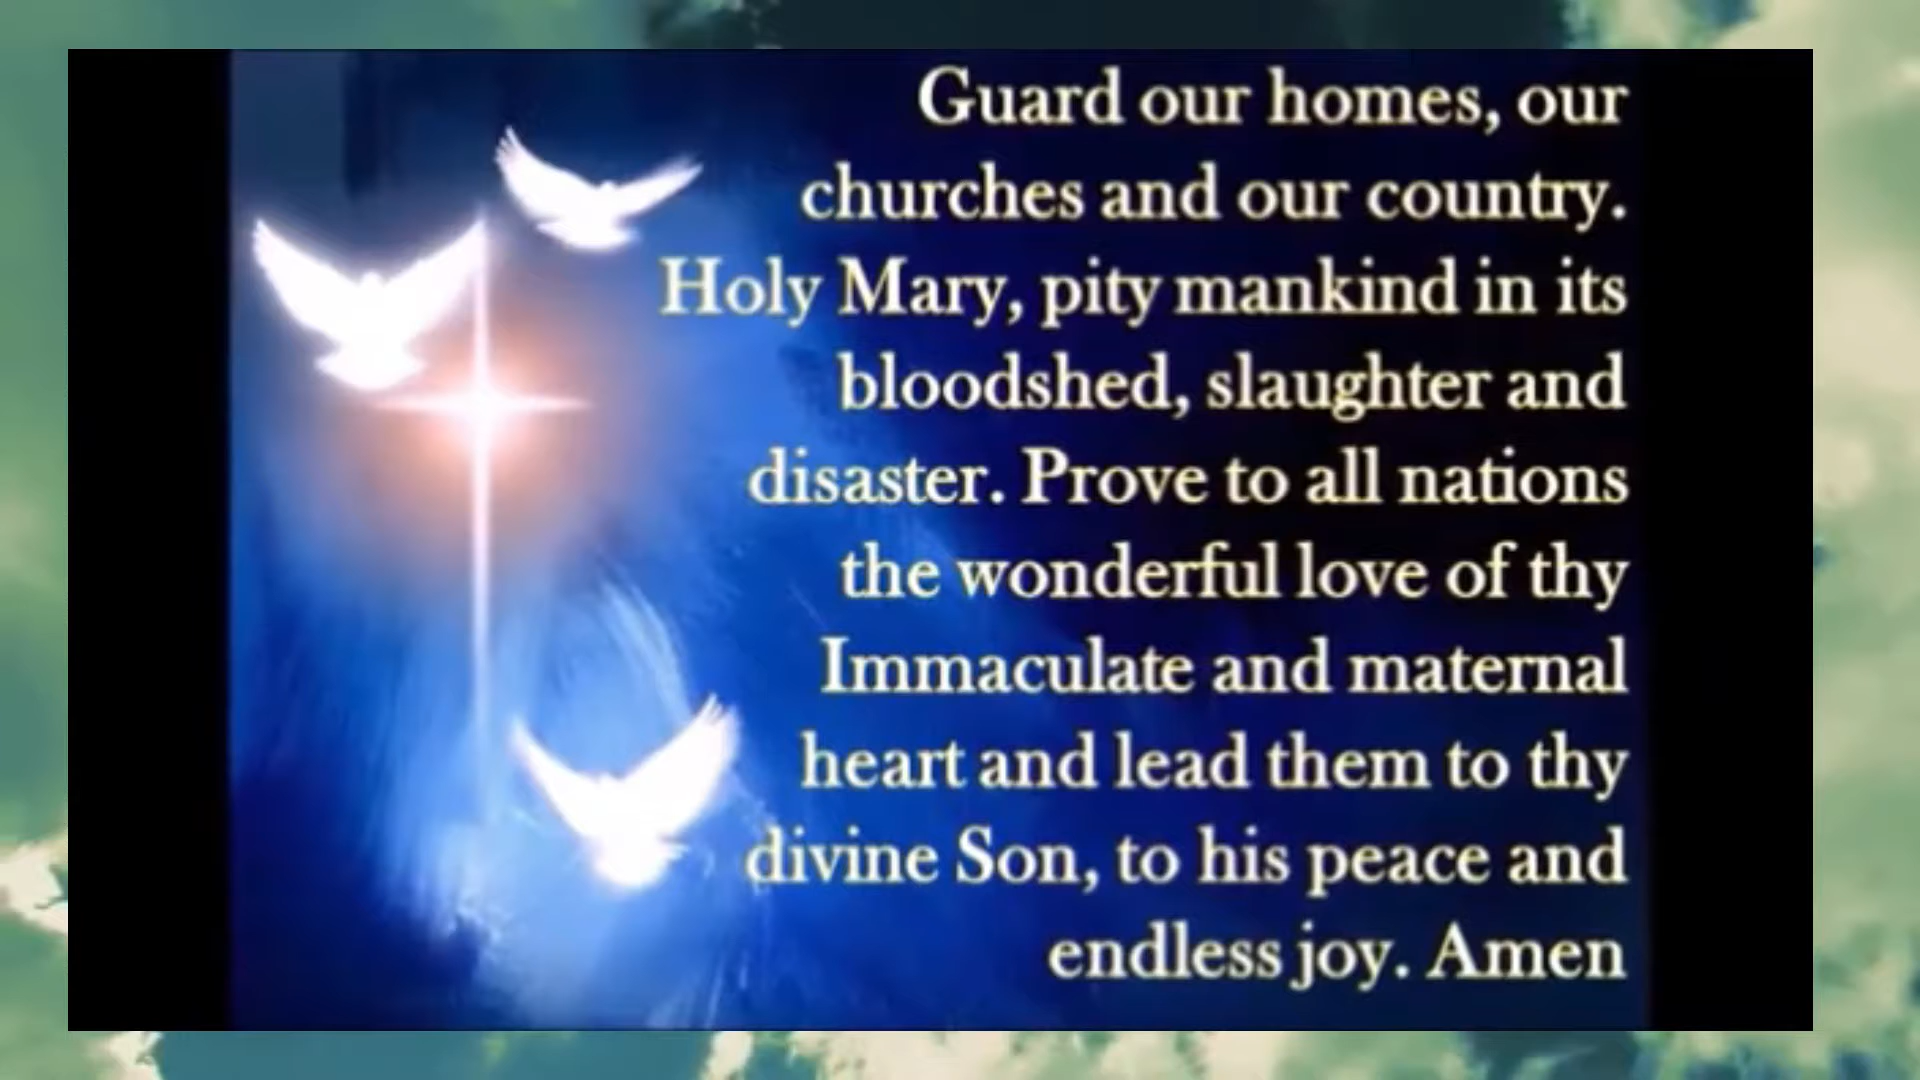 Guard our homes, our
churches and our country.
Holy Mary, pity mankind in its
bloodshed, slaughter and
disaster. Prove to all nations
the wonderful love of thy
Immaculate and maternal
heart and lead them to thy
divine Son, to his peace and
endless joy. Amen